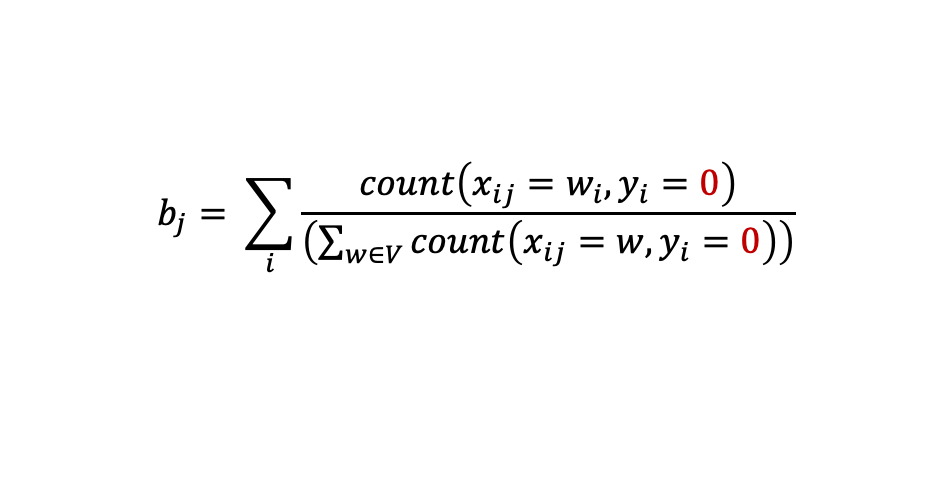 b_j = \sum_i \frac{count(x_{ij} = w_i, y_i = 0)}{(\sum_{w \in V} count(x_{ij} = w, y_i = 0))}